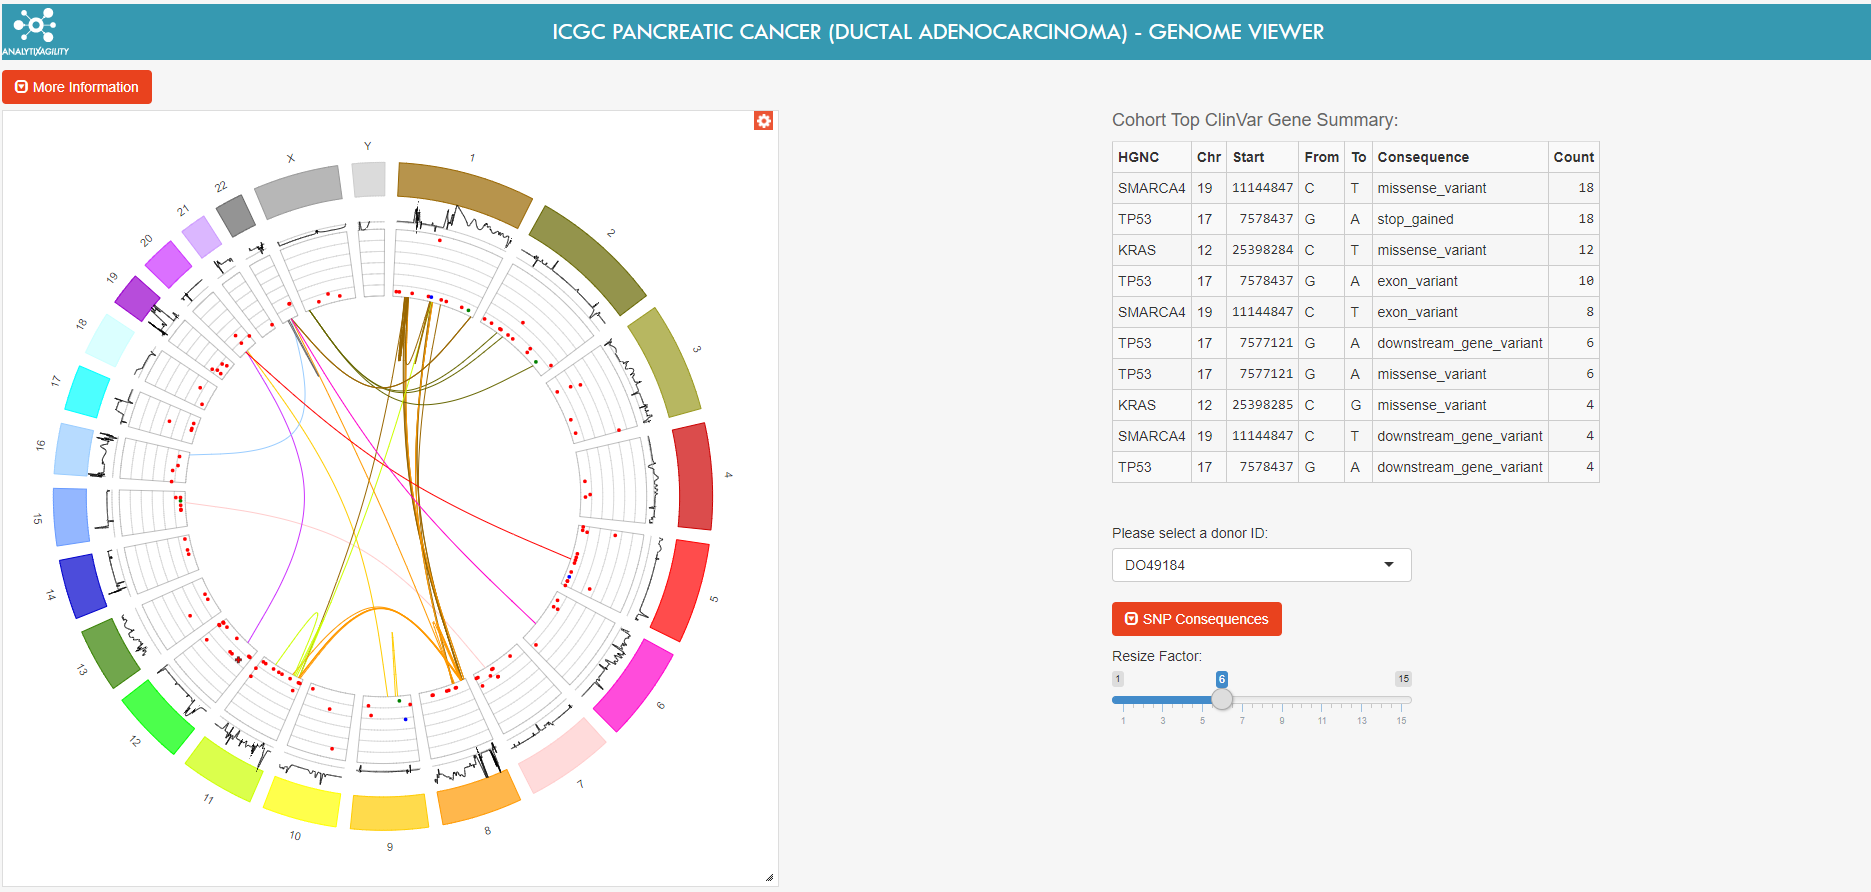 ANALYTIXAGILITY
ICGC PANCREATIC CANCER (DUCTAL ADENOCARCINOMA) - GENOME VIEWER
More Information
1
2
3
4
5
6
7
8
9
10
11
12
13
14
15
16
17
18
19
20
21
22
X
Y
Cohort Top ClinVar Gene Summary:
HGNC Chr Start From To Consequence Count
SMARCA4 19 11144847 C T missense_variant 18
TP53 17 7578437 G A stop_gained 18
KRAS 12 25398284 C T missense_variant 12
TP53 17 7578437 G A exon_variant 10
SMARCA4 19 11144847 C T exon_variant 8
TP53 17 7577121 G A downstream_gene_variant 6
TP53 17 7577121 G A missense_variant 6
KRAS 12 25398285 C G missense_variant 4
SMARCA4 19 11144847 C T downstream_gene_variant 4
TP53 17 7578437 G A downstream_gene_variant 4
Please select a donor ID:
DO49184
SNP Consequences
Resize Factor:
1 6 15
1 3 5 7 9 11 13 15